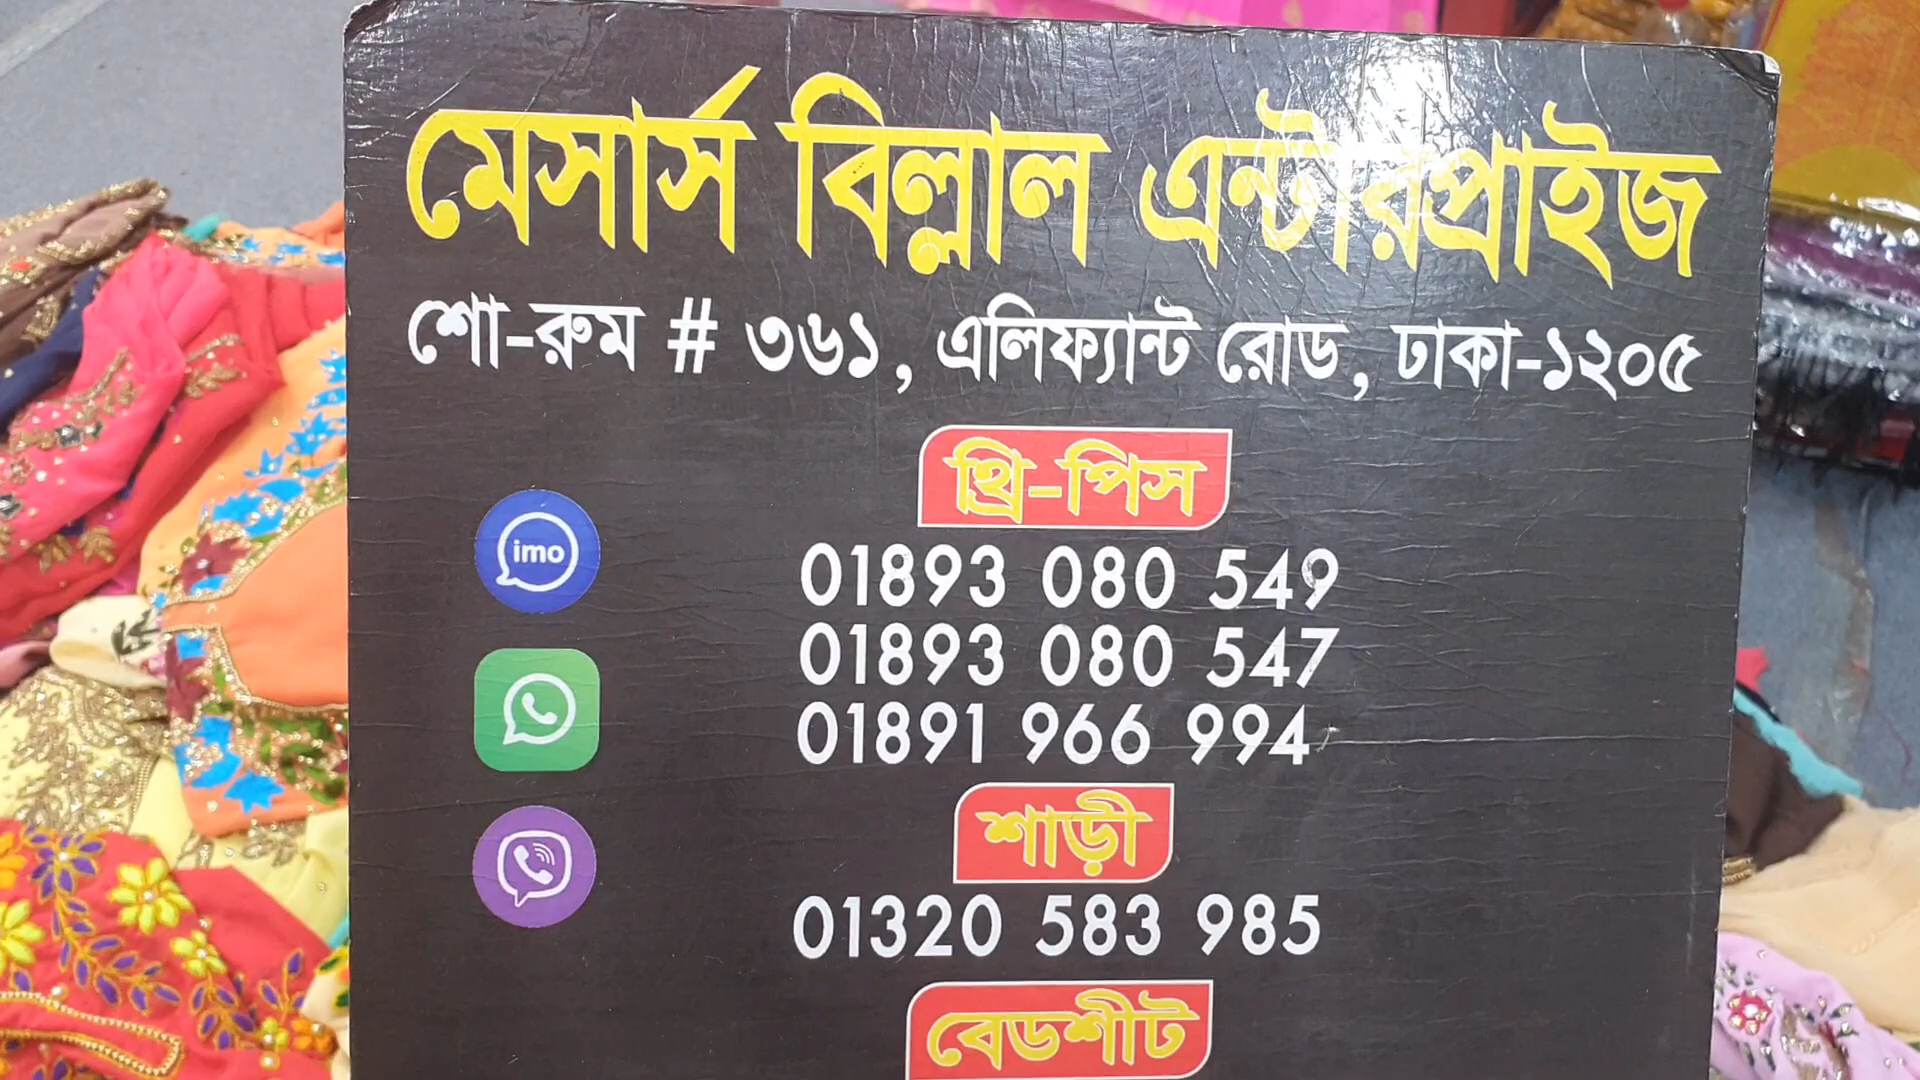 মেসার্স বিল্লাল এন্টারপ্রাইজ
শো-রুম # ৩৬১, এলিফ্যান্ট রোড, ঢাকা-১২০৫
থ্রি-পিস
imo
01893 080 549
01893 080 547
01891 966 994
শাড়ী
01320 583 985
বেডশীট